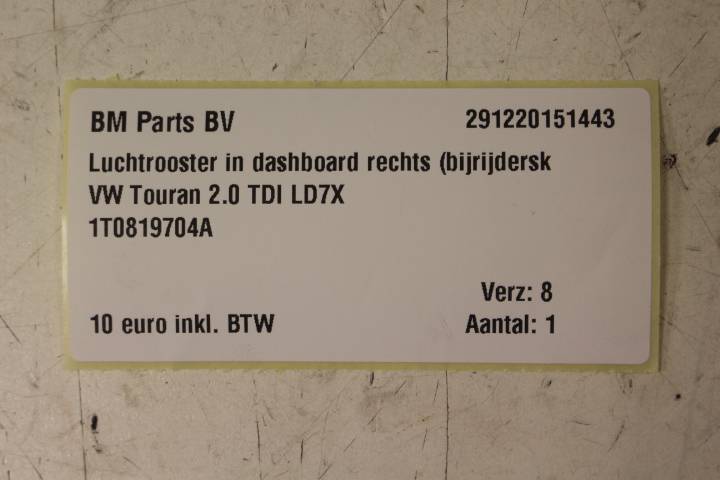 BM Parts BV 291220151443
Luchtrooster in dashboard rechts (bijrijdersk
VW Touran 2.0 TDI LD7X
1T0819704A
Verz: 8
10 euro inkl. BTW Aantal: 1